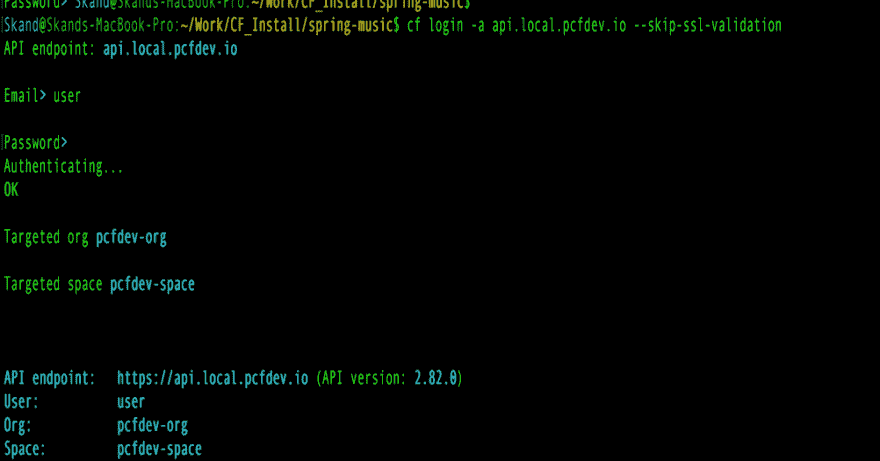 Password> Skand@Skands-MacBook-Pro:~/Work/CF_Install/spring-music$
Skand@Skands-MacBook-Pro:~/Work/CF_Install/spring-music$ cf login -a api.local.pcfdev.io --skip-ssl-validation
API endpoint: api.local.pcfdev.io
Email> user
Password>
Authenticating...
OK
Targeted org pcfdev-org
Targeted space pcfdev-space
API endpoint: https://api.local.pcfdev.io (API version: 2.82.0)
User: user
Org: pcfdev-org
Space: pcfdev-space